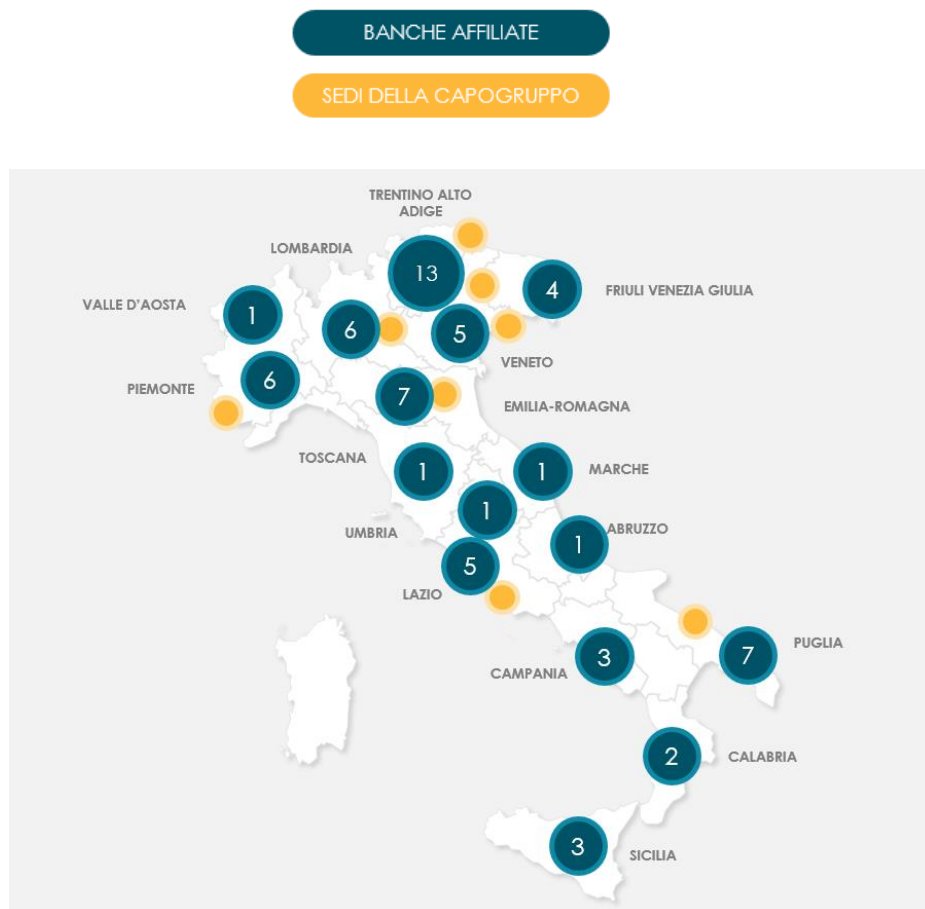 BANCHE AFFILIATE
SEDI DELLA CAPOGRUPPO
TRENTINO ALTO
ADIGE
LOMBARDIA
13
4
FRIULI VENEZIA GIULIA
VALLE D'AOSTA
1
6
5
VENETO
PIEMONTE
6
7
EMILIA-ROMAGNA
TOSCANA
1
1
MARCHE
UMBRIA
1
1
ABRUZZO
5
LAZIO
CAMPANIA
3
7
PUGLIA
2
CALABRIA
3
SICILIA